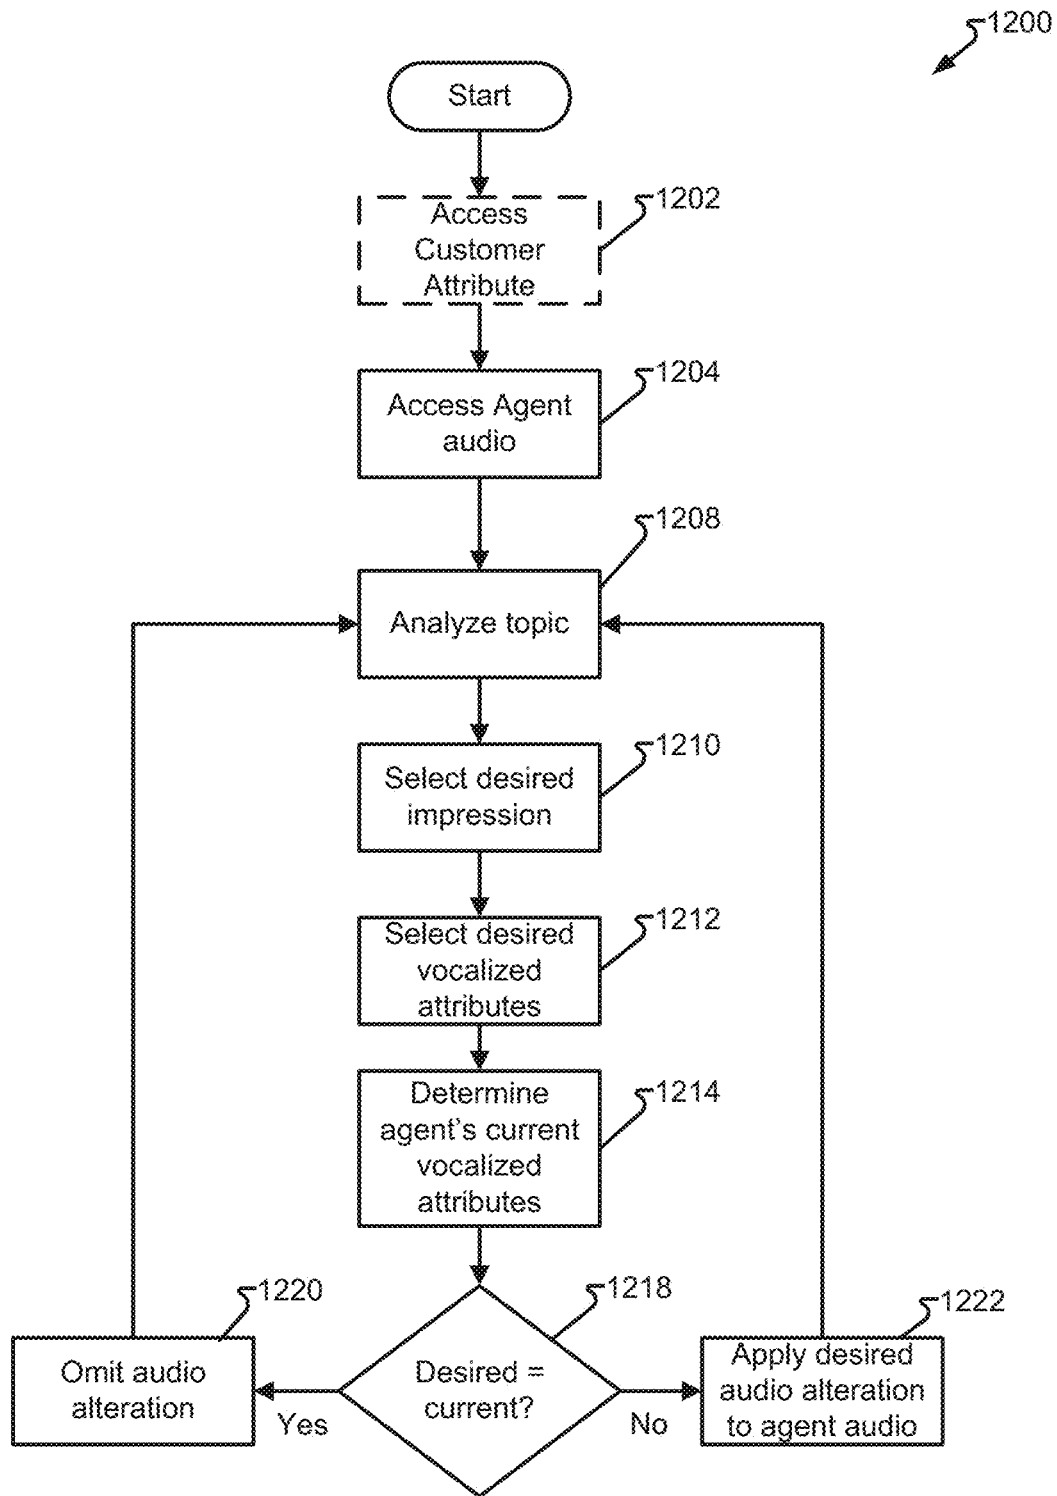 1200
Start
Access
Customer
Attribute
1202
Access Agent
audio
1204
Analyze topic
1208
Select desired
impression
1210
Select desired
vocalized
attributes
1212
Determine
agent's current
vocalized
attributes
1214
Desired =
current?
1218
Yes
No
Omit audio
alteration
1220
Apply desired
audio alteration
to agent audio
1222